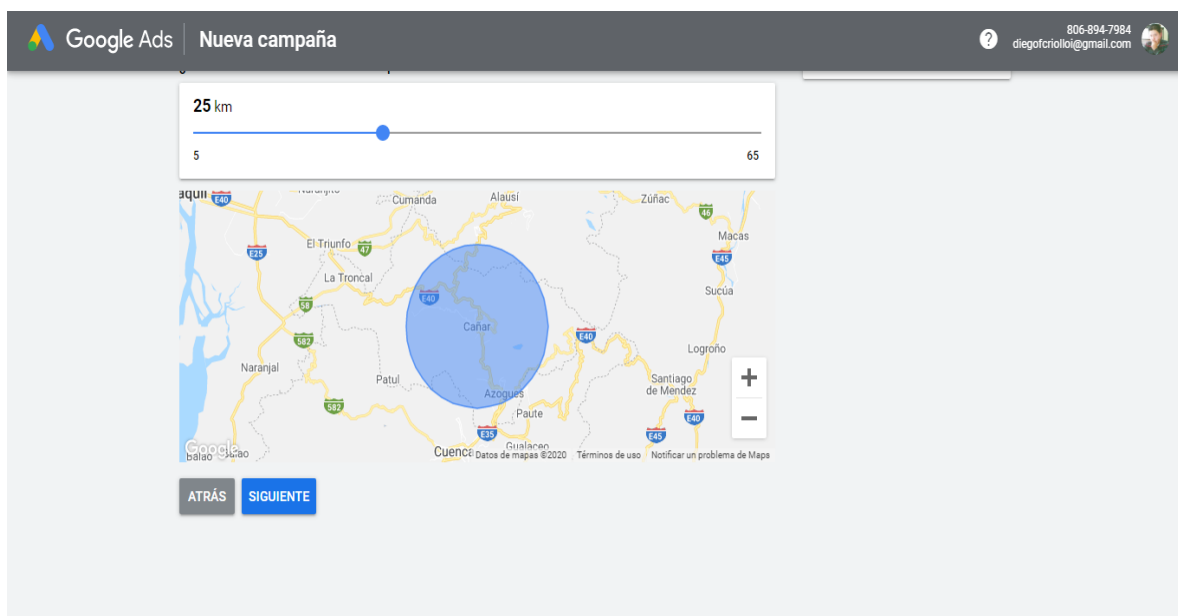 Google Ads Nueva campaña
806-894-7984
diegofcriolloi@gmail.com
25 km
5 65
aquil E40 Cumanda Alausí Zúñac
46
Macas
El Triunfo 47
E25 E45
La Troncal
Sucúa
E40
58
Cañar
582 E40
Logroño
Naranjal
Patul
Santiago
de Mendez
Azogues
582
Paute
E40
E35 E45
Gualaceo
Google
Balao
Cuenca Datos de mapas ©2020 Términos de uso Notificar un problema de Maps
ATRÁS SIGUIENTE